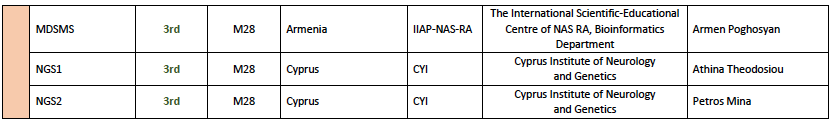 MDSMS 3rd M28 Armenia IIAP-NAS-RA The International Scientific-Educational Centre of NAS RA, Bioinformatics Department Armen Poghosyan
NGS1 3rd M28 Cyprus CYI Cyprus Institute of Neurology and Genetics Athina Theodosiou
NGS2 3rd M28 Cyprus CYI Cyprus Institute of Neurology and Genetics Petros Mina